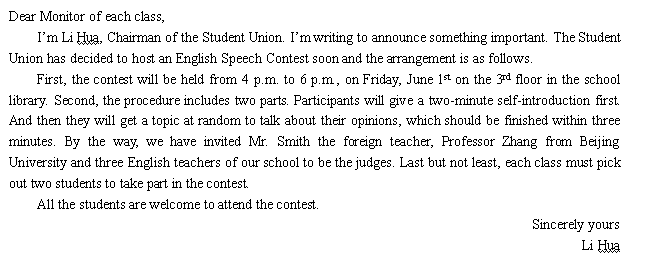 Dear Monitor of each class,
I'm Li Hua, Chairman of the Student Union. I'm writing to announce something important. The Student
Union has decided to host an English Speech Contest soon and the arrangement is as follows.
First, the contest will be held from 4 p.m. to 6 p.m., on Friday, June 1st on the 3rd floor in the school
library. Second, the procedure includes two parts. Participants will give a two-minute self-introduction first.
And then they will get a topic at random to talk about their opinions, which should be finished within three
minutes. By the way, we have invited Mr. Smith the foreign teacher, Professor Zhang from Beijing
University and three English teachers of our school to be the judges. Last but not least, each class must pick
out two students to take part in the contest.
All the students are welcome to attend the contest.
Sincerely yours
Li Hua